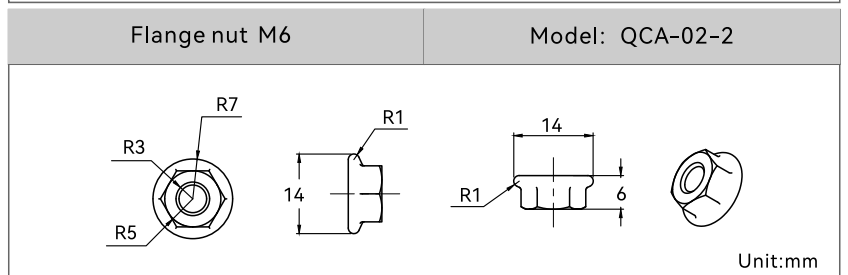 Flange nut M6
Model: QCA-02-2
R7
R3
R5
R1
14
14
R1
6
Unit:mm